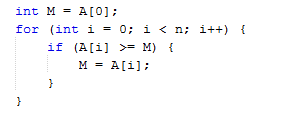 int M = A[0];
for (int i = 0; i < n; i++) {
    if (A[i] >= M) {
        M = A[i];
    }
}